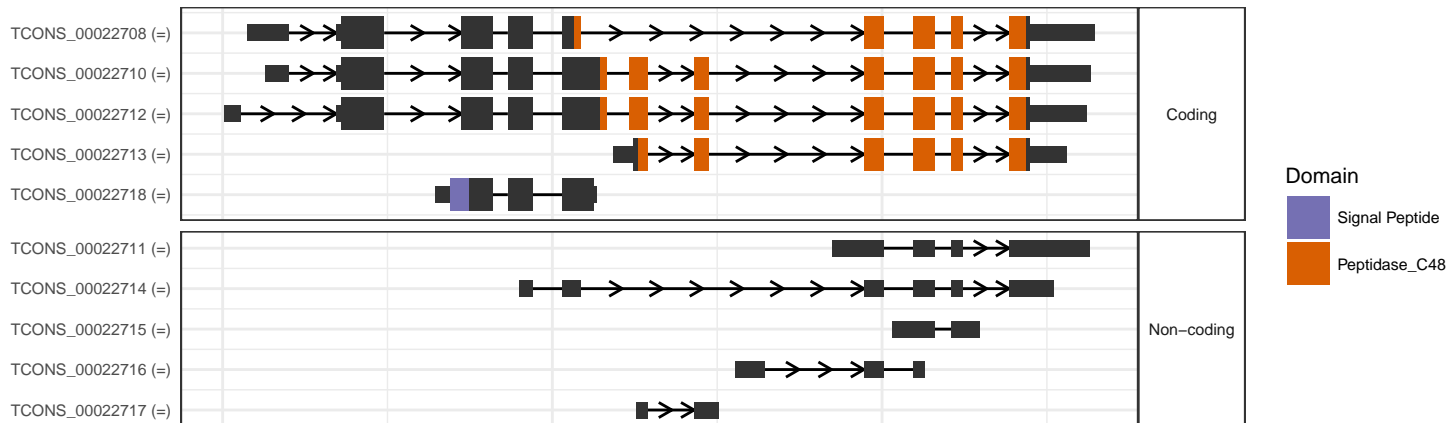 TCONS_00022708 (=)
TCONS_00022710 (=)
TCONS_00022712 (=)
TCONS_00022713 (=)
TCONS_00022718 (=)
Coding
TCONS_00022711 (=)
TCONS_00022714 (=)
TCONS_00022715 (=)
TCONS_00022716 (=)
TCONS_00022717 (=)
Non−coding
Domain
Signal Peptide
Peptidase_C48